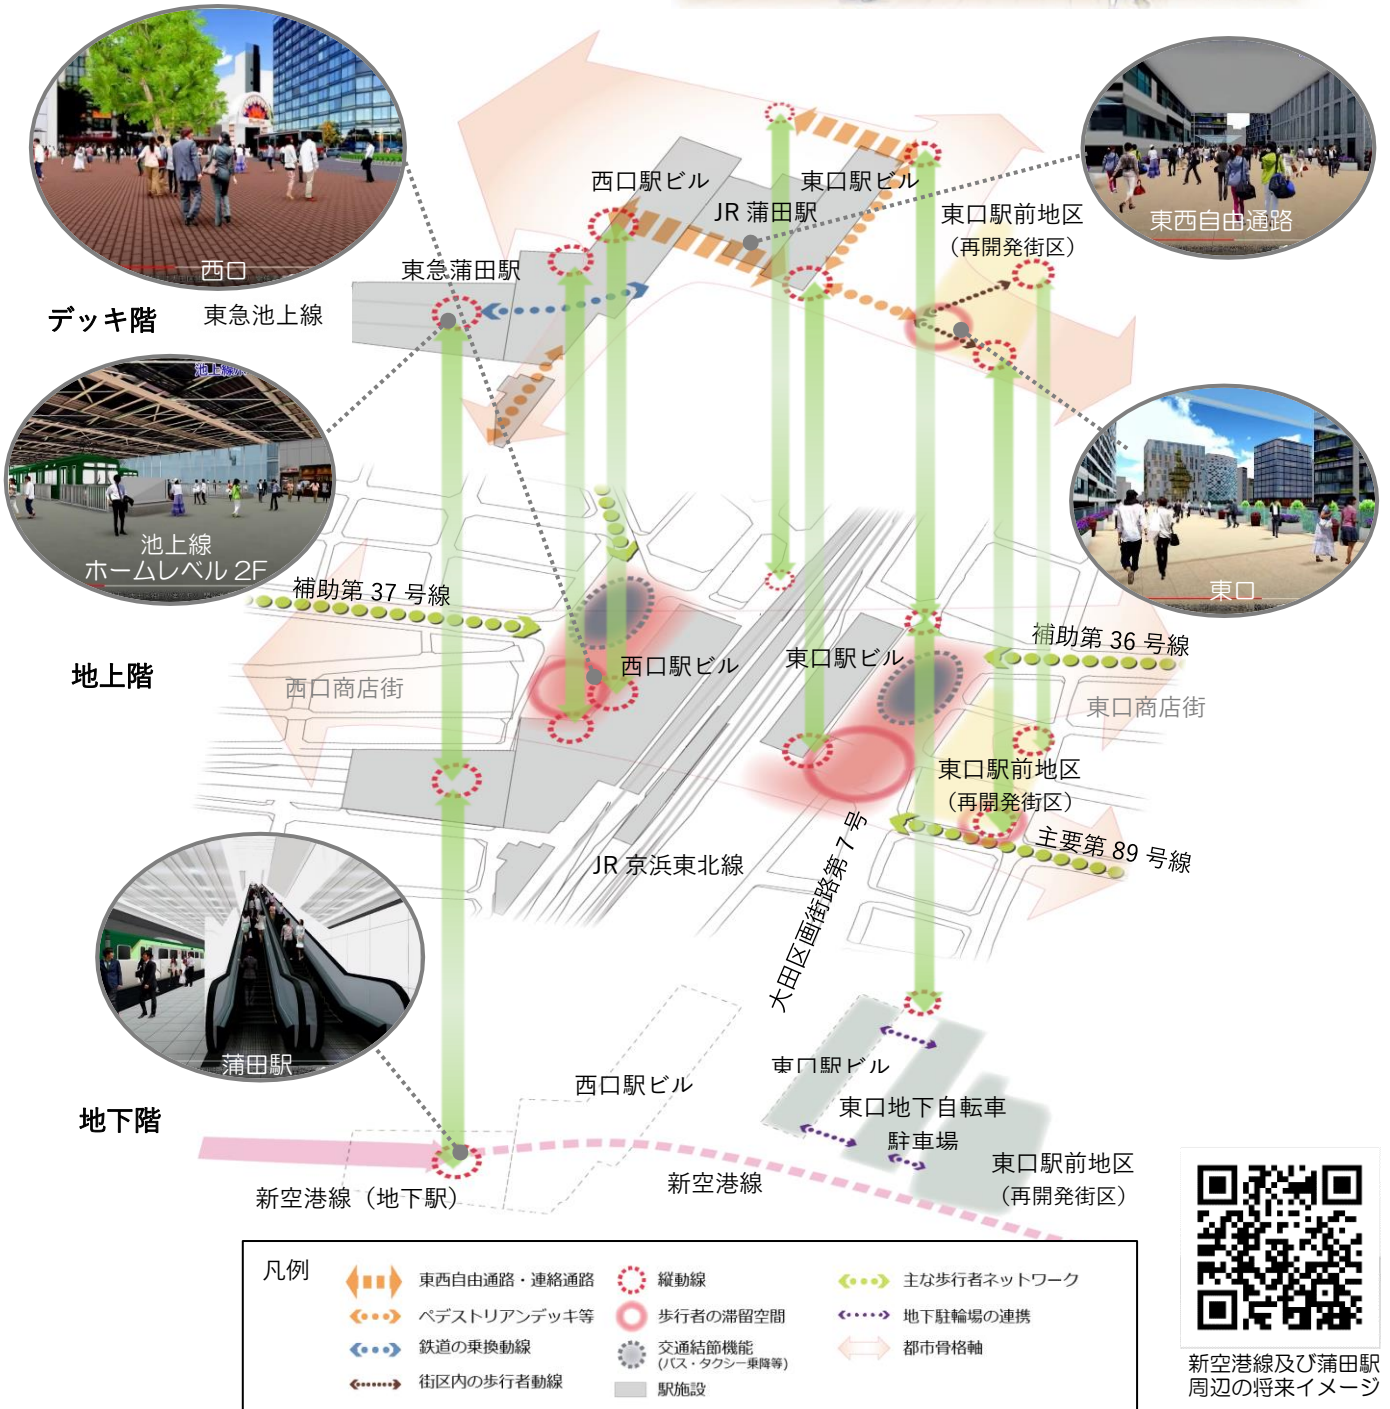 西口
東西自由通路
西口駅ビル
東口駅ビル
JR 蒲田駅
東口駅前地区
（再開発街区）
東急蒲田駅
デッキ階
東急池上線
池上線
ホームレベル 2F
東口
補助第 37 号線
補助第 36 号線
地上階
西口商店街
西口駅ビル
東口駅ビル
東口商店街
東口駅前地区
（再開発街区）
主要第 89 号線
JR 京浜東北線
大田区画街路第 7 号
蒲田駅
地下階
西口駅ビル
東口駅ビル
東口地下自転車
駐車場
東口駅前地区
（再開発街区）
新空港線
新空港線（地下駅）
凡例
東西自由通路・連絡通路
ペデストリアンデッキ等
鉄道の乗換動線
街区内の歩行者動線
縦動線
歩行者の滞留空間
交通結節機能
(バス・タクシー乗降等)
駅施設
主な歩行者ネットワーク
地下駐輪場の連携
都市骨格軸
新空港線及び蒲田駅
周辺の将来イメージ